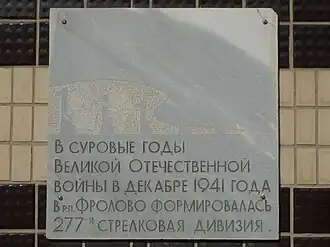 В СУРОВЫЕ ГОДЫ
ВЕЛИКОЙ ОТЕЧЕСТВЕННОЙ
ВОЙНЫ В ДЕКАБРЕ 1941 ГОДА
В Р.П. ФРОЛОВО ФОРМИРОВАЛАСЬ
277-Я СТРЕЛКОВАЯ ДИВИЗИЯ.